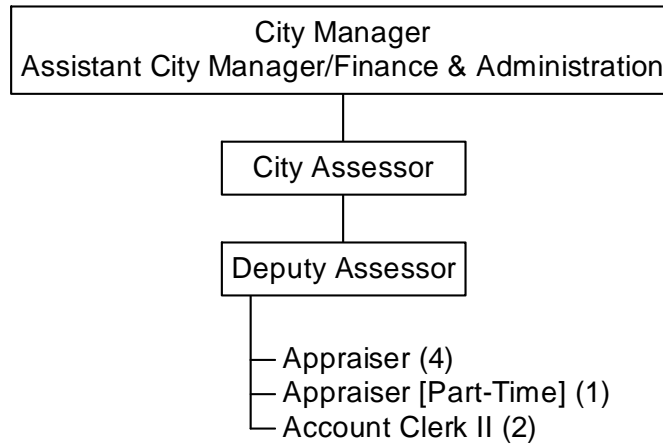 City Manager
Assistant City Manager/Finance & Administration
City Assessor
Deputy Assessor
Appraiser (4)
Appraiser [Part-Time] (1)
Account Clerk II (2)